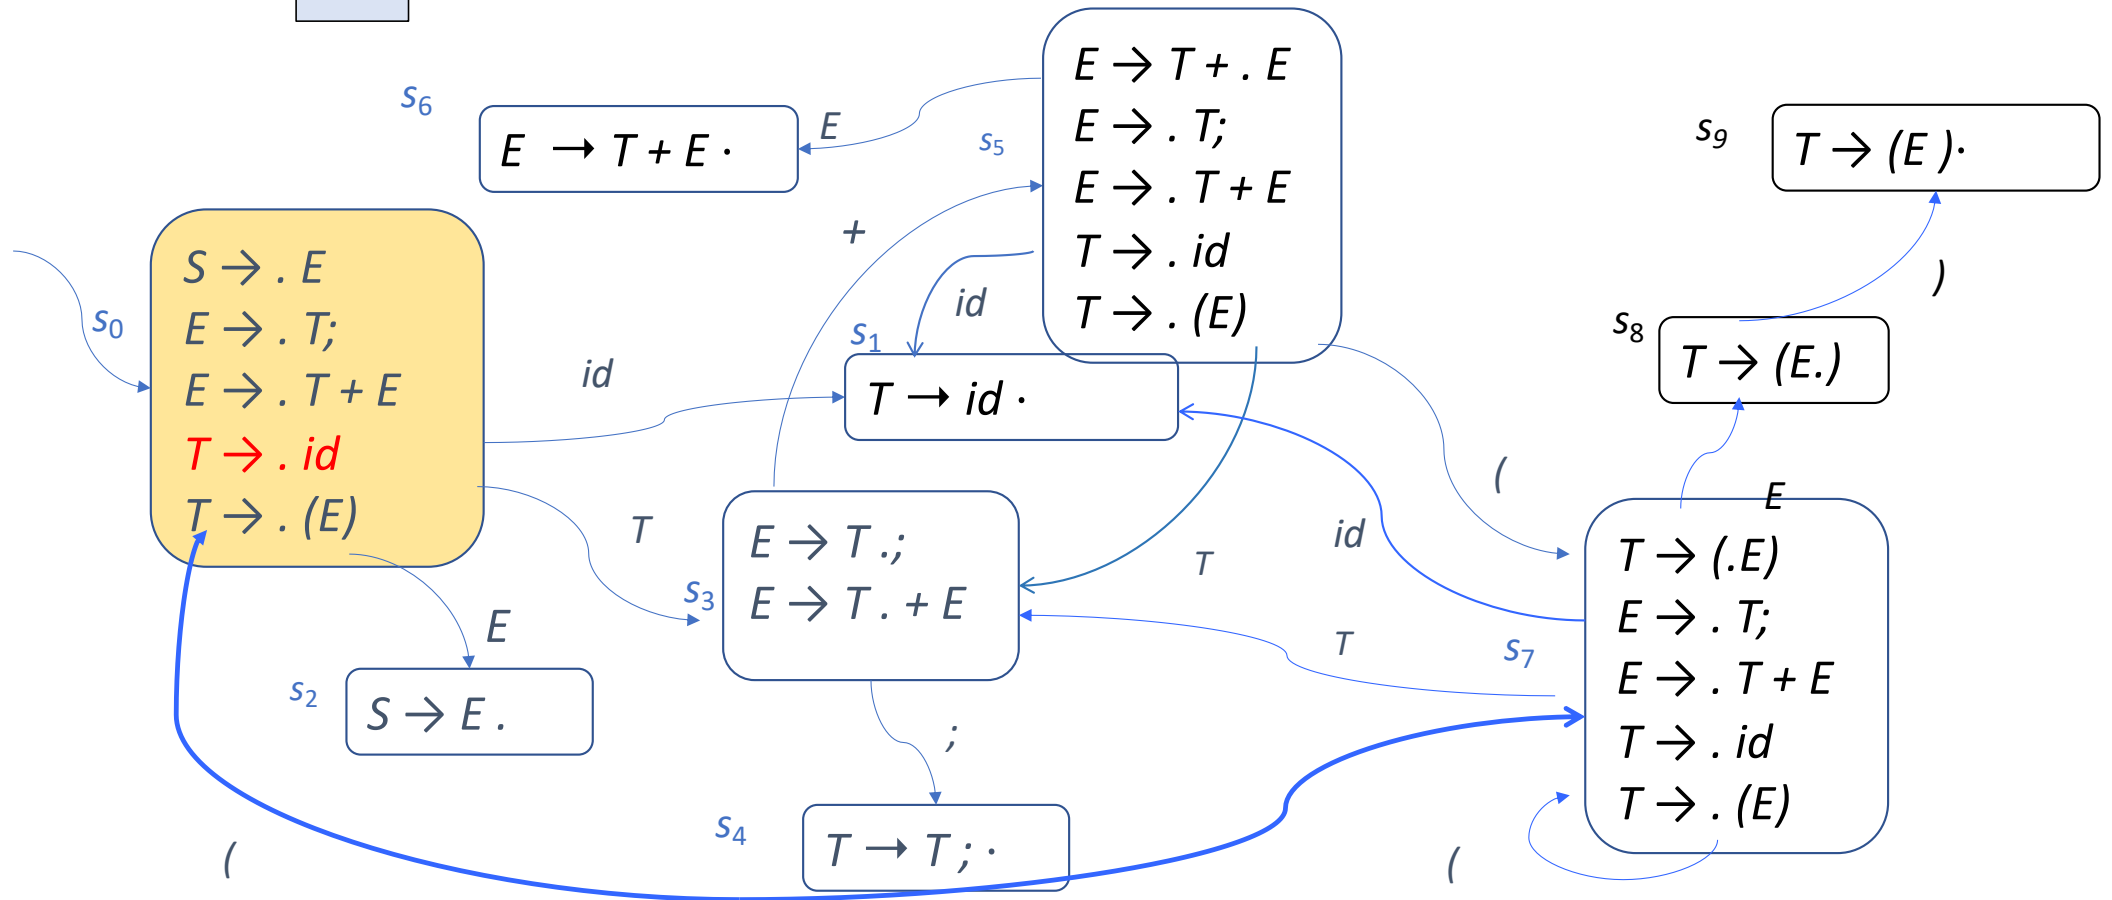 s6
E → T + E ·
E
s5
E → T + . E
E → . T;
E → . T + E
T → . id
T → . (E)
s9
T → (E )·
)
s8
T → (E.)
+
id
s0
S → . E
E → . T;
E → . T + E
T → . id
T → . (E)
id
s1
T → id ·
(
T
s3
E → T .;
E → T . + E
T
id
T
E
s7
T → (.E)
E → . T;
E → . T + E
T → . id
T → . (E)
(
E
s2
S → E .
;
s4
T → T ; ·
(